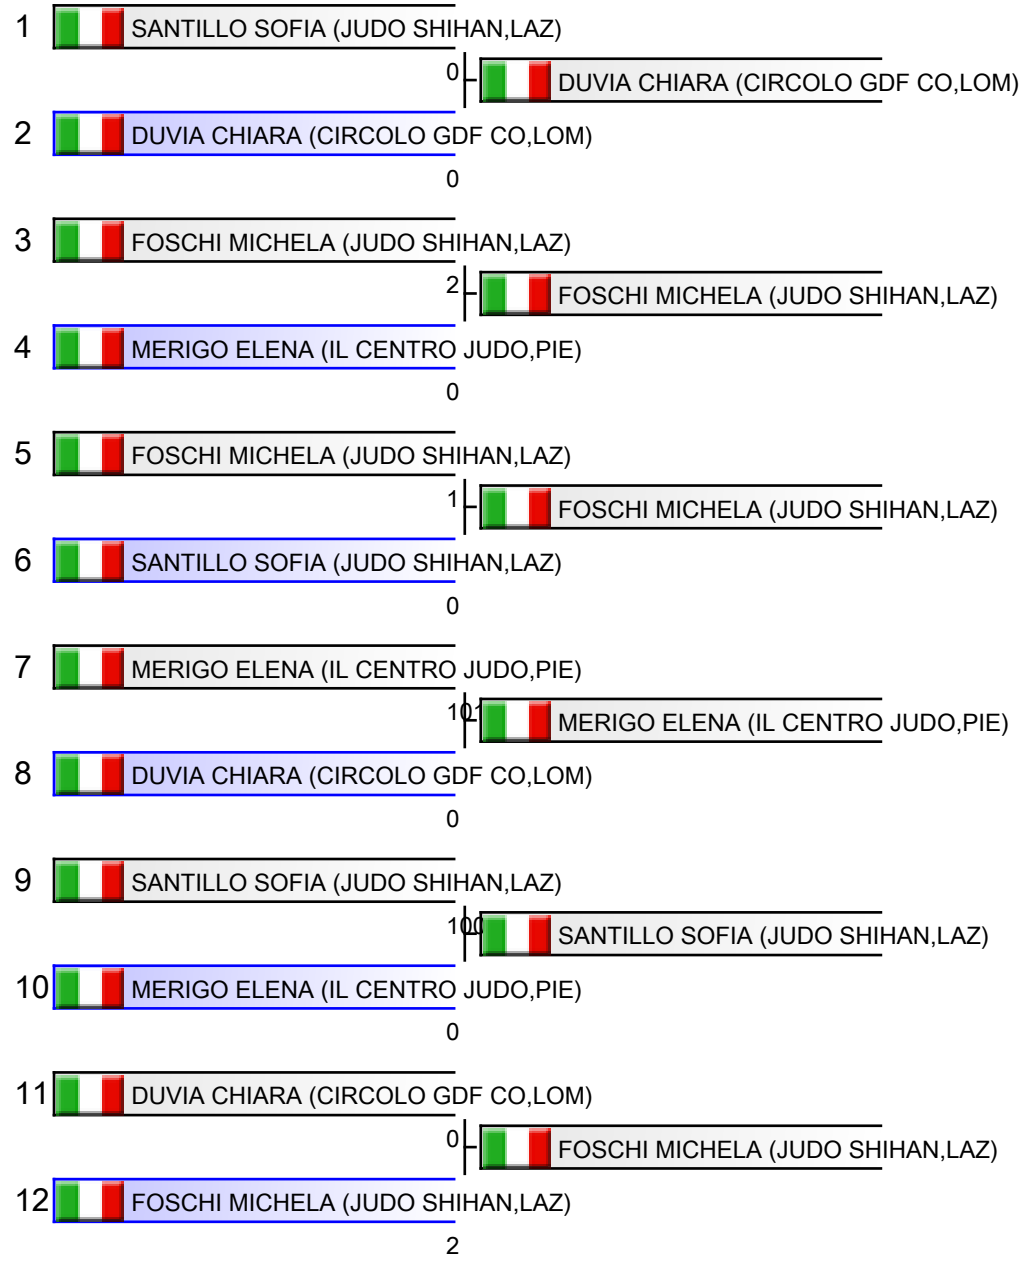 1 SANTILLO SOFIA (JUDO SHIHAN,LAZ)
0 DUVIA CHIARA (CIRCOLO GDF CO,LOM)
2 DUVIA CHIARA (CIRCOLO GDF CO,LOM)
0
3 FOSCHI MICHELA (JUDO SHIHAN,LAZ)
2 FOSCHI MICHELA (JUDO SHIHAN,LAZ)
4 MERIGO ELENA (IL CENTRO JUDO,PIE)
0
5 FOSCHI MICHELA (JUDO SHIHAN,LAZ)
1 FOSCHI MICHELA (JUDO SHIHAN,LAZ)
6 SANTILLO SOFIA (JUDO SHIHAN,LAZ)
0
7 MERIGO ELENA (IL CENTRO JUDO,PIE)
MERIGO ELENA (IL CENTRO JUDO,PIE)
8 DUVIA CHIARA (CIRCOLO GDF CO,LOM)
0
9 SANTILLO SOFIA (JUDO SHIHAN,LAZ)
SANTILLO SOFIA (JUDO SHIHAN,LAZ)
10 MERIGO ELENA (IL CENTRO JUDO,PIE)
0
11 DUVIA CHIARA (CIRCOLO GDF CO,LOM)
0 FOSCHI MICHELA (JUDO SHIHAN,LAZ)
12 FOSCHI MICHELA (JUDO SHIHAN,LAZ)
2